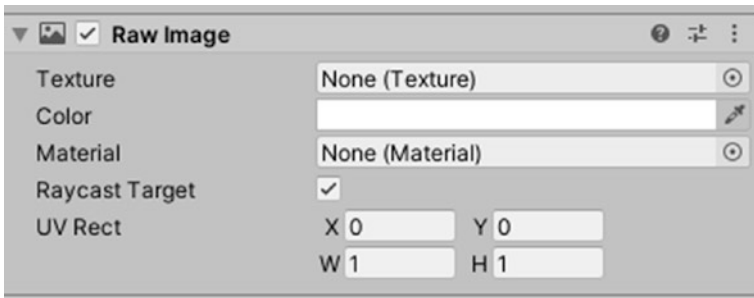 Raw Image
Texture None (Texture)
Color
Material None (Material)
Raycast Target
UV Rect X 0 Y 0
W 1 H 1